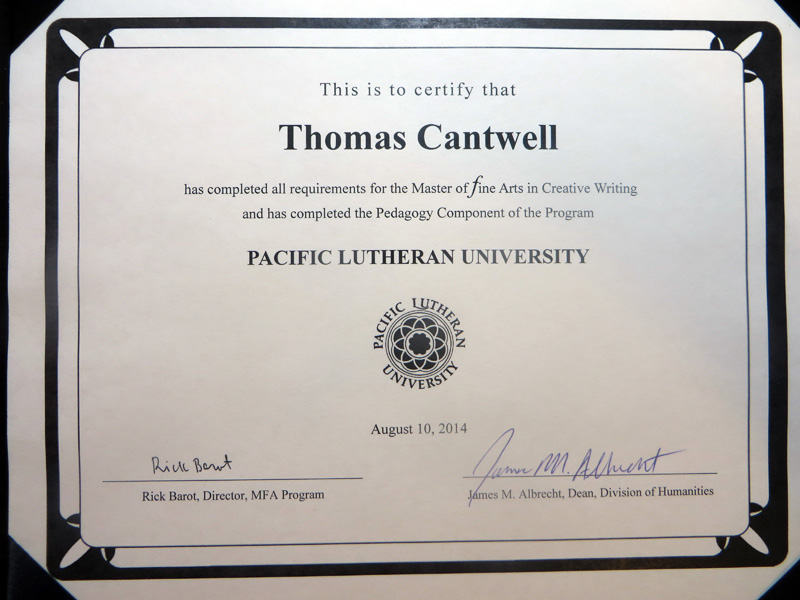 This is to certify that
Thomas Cantwell
has completed all requirements for the Master of fine Arts in Creative Writing
and has completed the Pedagogy Component of the Program
PACIFIC LUTHERAN UNIVERSITY
PACIFIC LUTHERAN
UNIVERSITY
August 10, 2014
Rick Barot
James M. Albrecht
Rick Barot, Director, MFA Program
James M. Albrecht, Dean, Division of Humanities